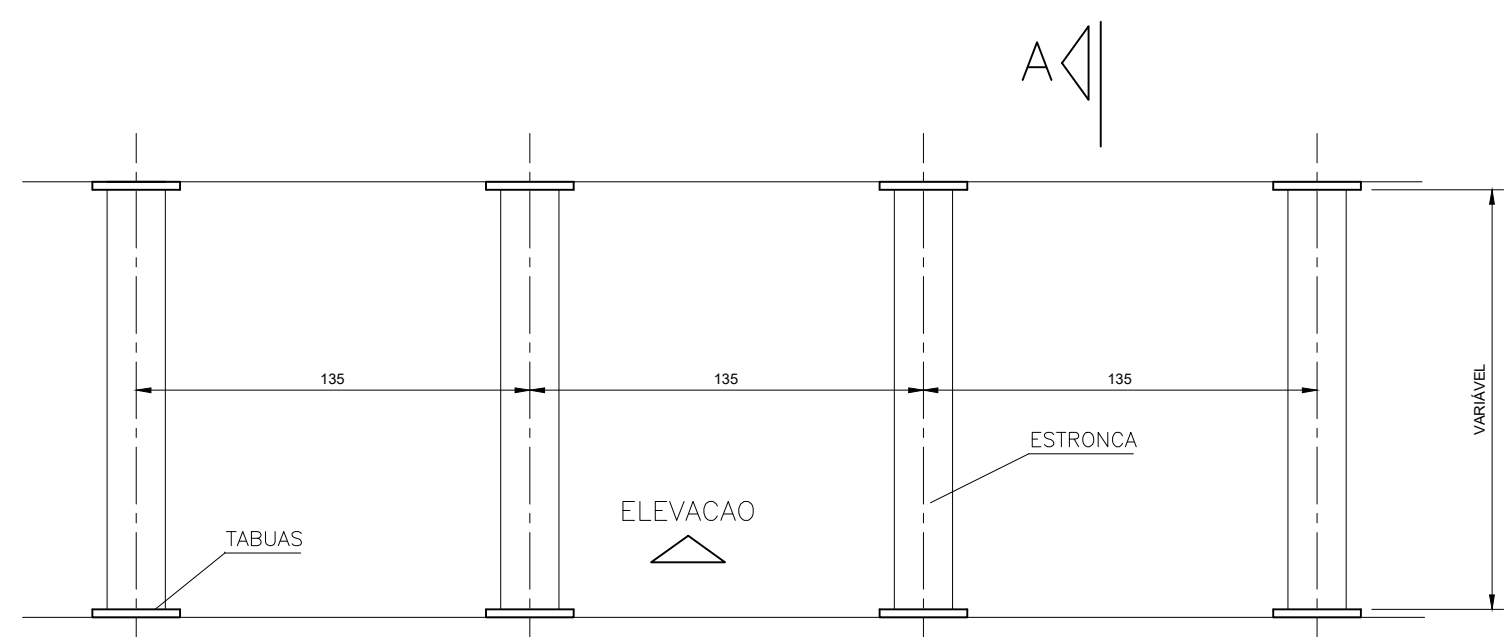 A
135
135
135
VARIÁVEL
ESTRONCA
ELEVACAO
TABUAS